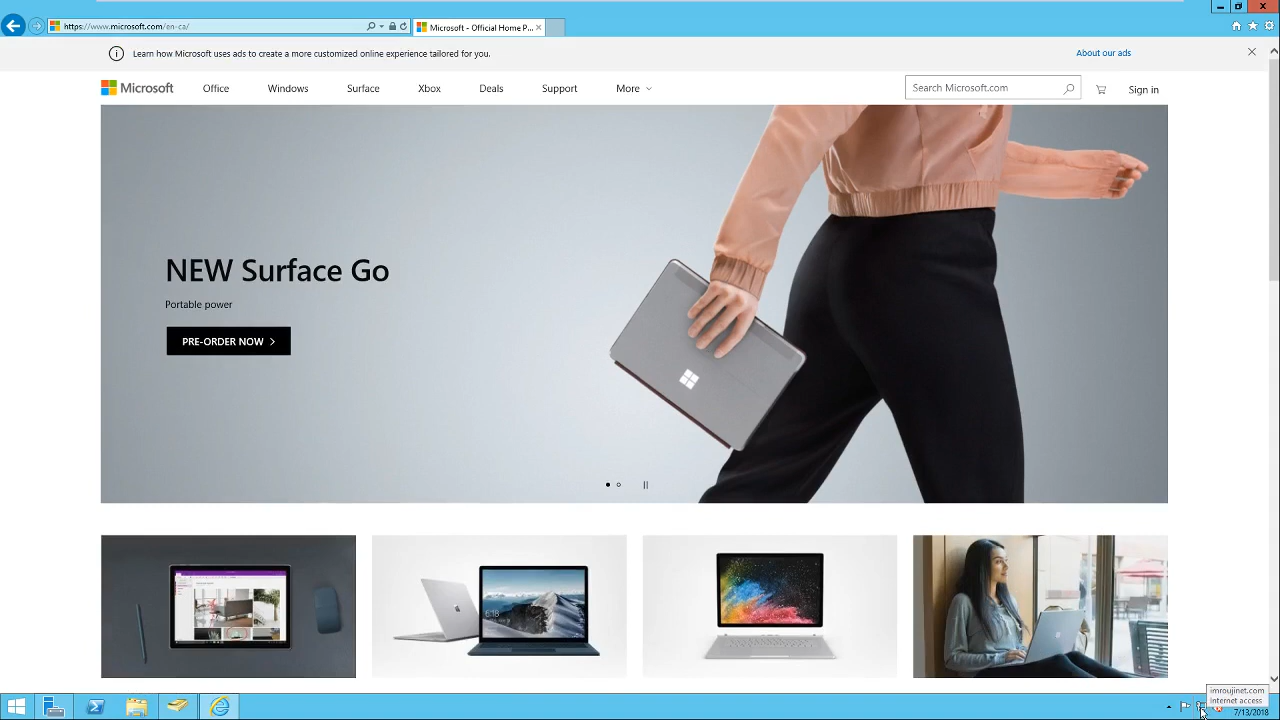 https://www.microsoft.com/en-ca/
Microsoft - Official Home P...
Learn how Microsoft uses ads to create a more customized online experience tailored for you.
About our ads
Microsoft
Office
Windows
Surface
Xbox
Deals
Support
More
Search Microsoft.com
Sign in
NEW Surface Go
Portable power
PRE-ORDER NOW
6:18
imroujinet.com
Internet access
7/13/2018